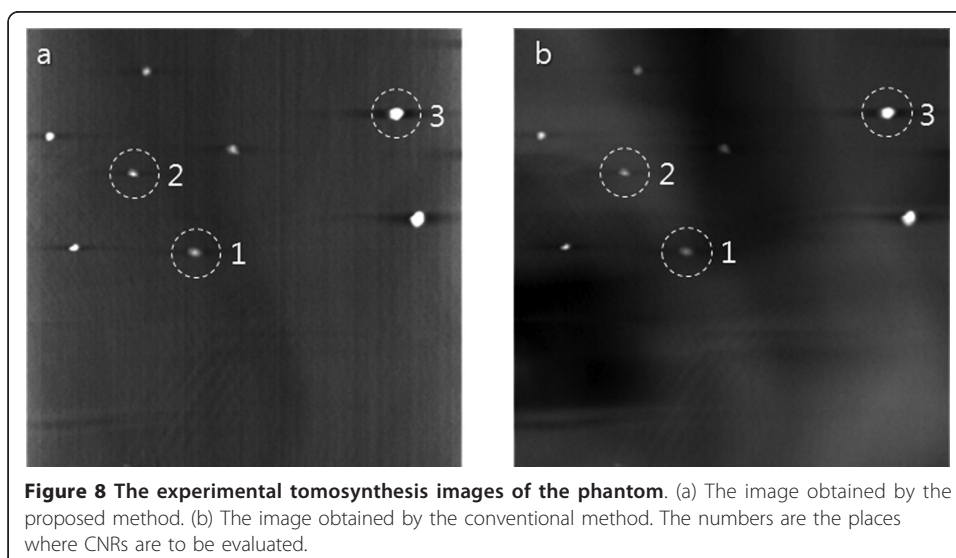 a
3
2
1
b
3
2
1
Figure 8 The experimental tomosynthesis images of the phantom. (a) The image obtained by the
proposed method. (b) The image obtained by the conventional method. The numbers are the places
where CNRs are to be evaluated.